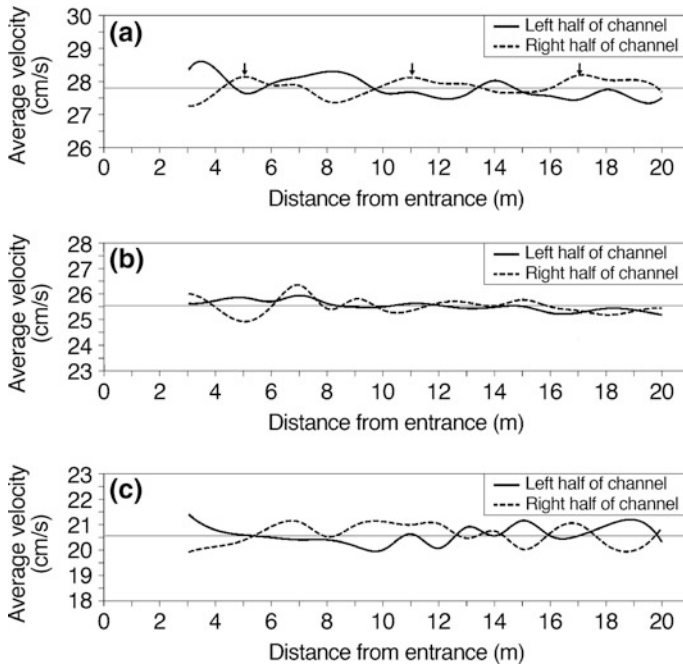 30
29
28
27
26
Average velocity
(cm/s)
(a)
Left half of channel
Right half of channel
0 2 4 6 8 10 12 14 16 18 20
Distance from entrance (m)
28
27
26
25
24
23
Average velocity
(cm/s)
(b)
Left half of channel
Right half of channel
0 2 4 6 8 10 12 14 16 18 20
Distance from entrance (m)
23
22
21
20
19
18
Average velocity
(cm/s)
(c)
Left half of channel
Right half of channel
0 2 4 6 8 10 12 14 16 18 20
Distance from entrance (m)